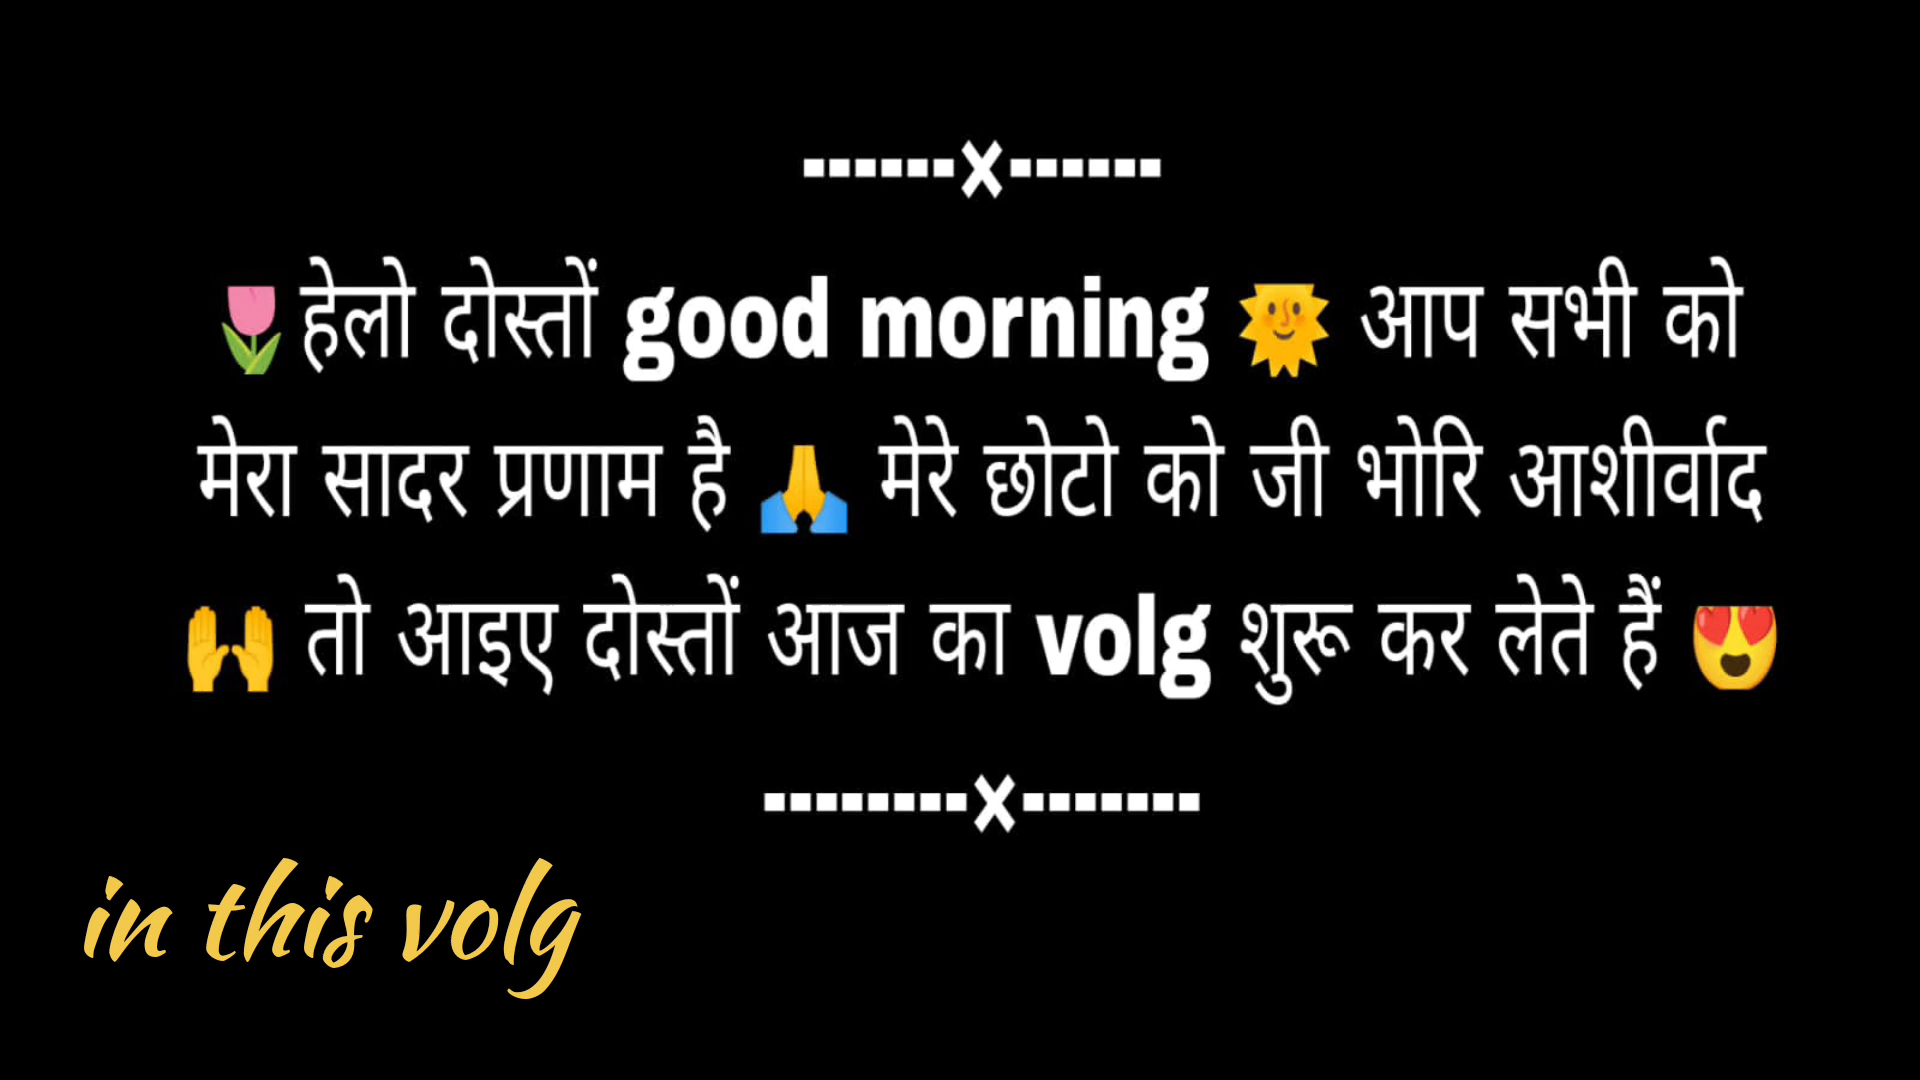 ------x------
🌷हेलो दोस्तों good morning 🌞 आप सभी को
मेरा सादर प्रणाम है 🙏 मेरे छोटो को जी भोरि आशीर्वाद
🙌 तो आइए दोस्तों आज का volg शुरू कर लेते हैं 😍
--------x-------
in this volg